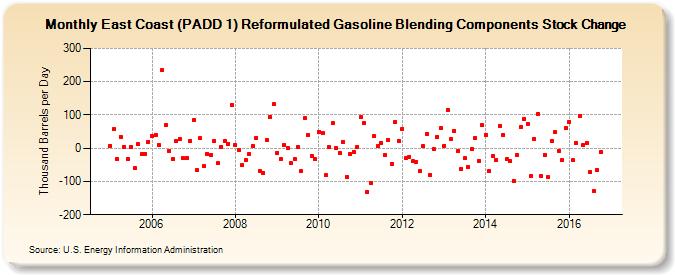 Monthly East Coast (PADD 1) Reformulated Gasoline Blending Components Stock Change
Thousand Barrels per Day
300
200
100
0
-100
-200
2006 2008 2010 2012 2014 2016
Source: U.S. Energy Information Administration